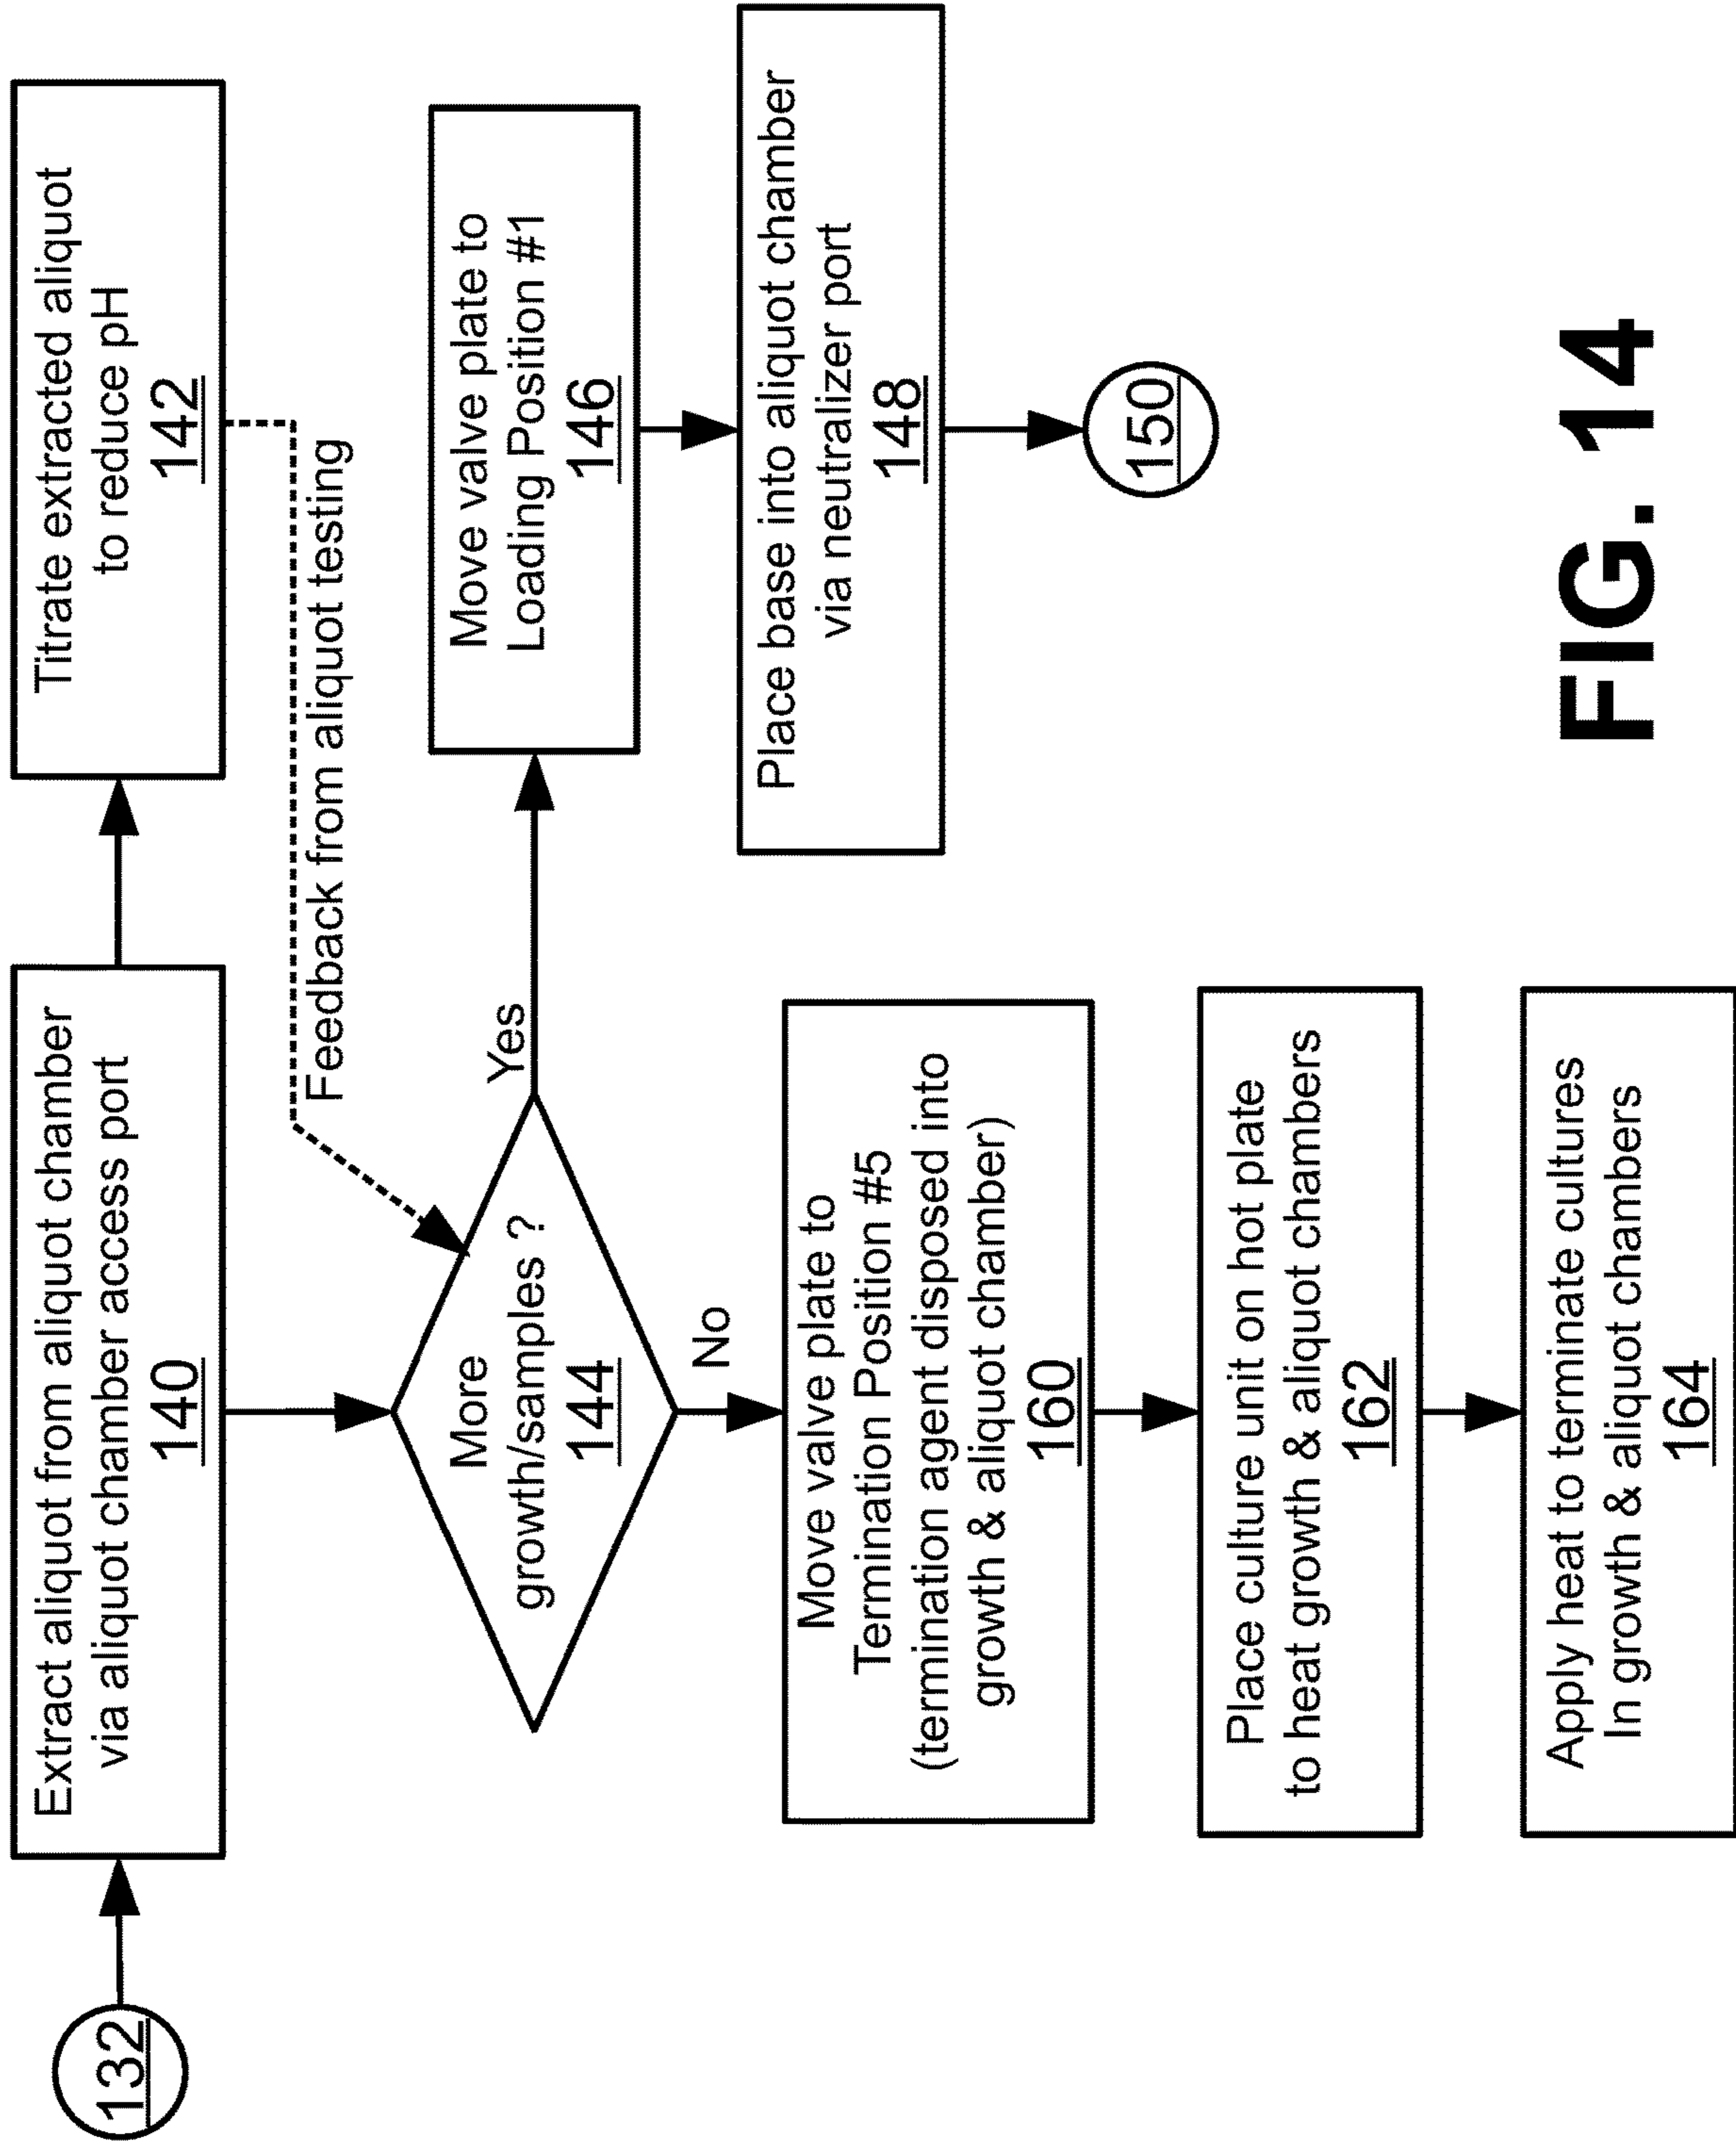 132
Extract aliquot from aliquot chamber
via aliquot chamber access port
140
Titrate extracted aliquot
to reduce pH
142
Feedback from aliquot testing
More
growth/samples ?
144
Yes
Move valve plate to
Loading Position #1
146
Place base into aliquot chamber
via neutralizer port
148
150
No
Move valve plate to
Termination Position #5
(termination agent disposed into
growth & aliquot chamber)
160
Place culture unit on hot plate
to heat growth & aliquot chambers
162
Apply heat to terminate cultures
In growth & aliquot chambers
164
FIG. 14